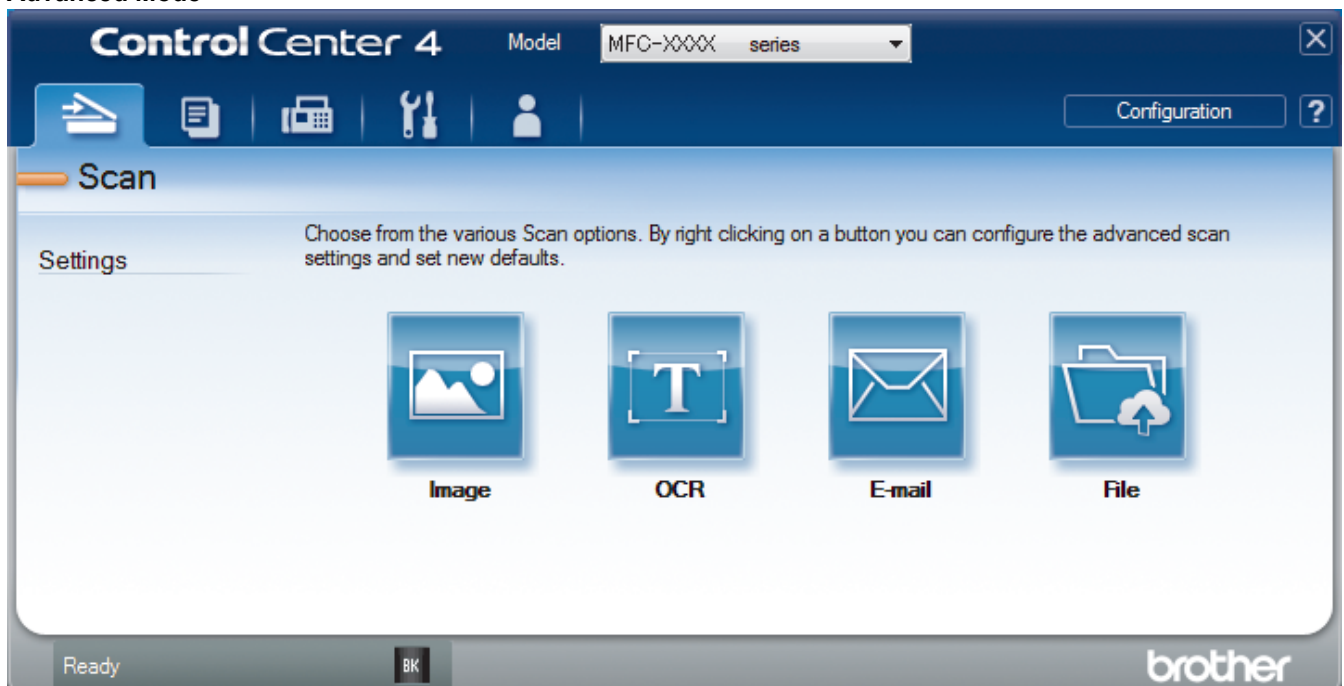 Control Center 4 Model MFC-XXXX series
Configuration ?
Scan
Settings
Choose from the various Scan options. By right clicking on a button you can configure the advanced scan
settings and set new defaults.
T
Image OCR E-mail File
Ready BK brother